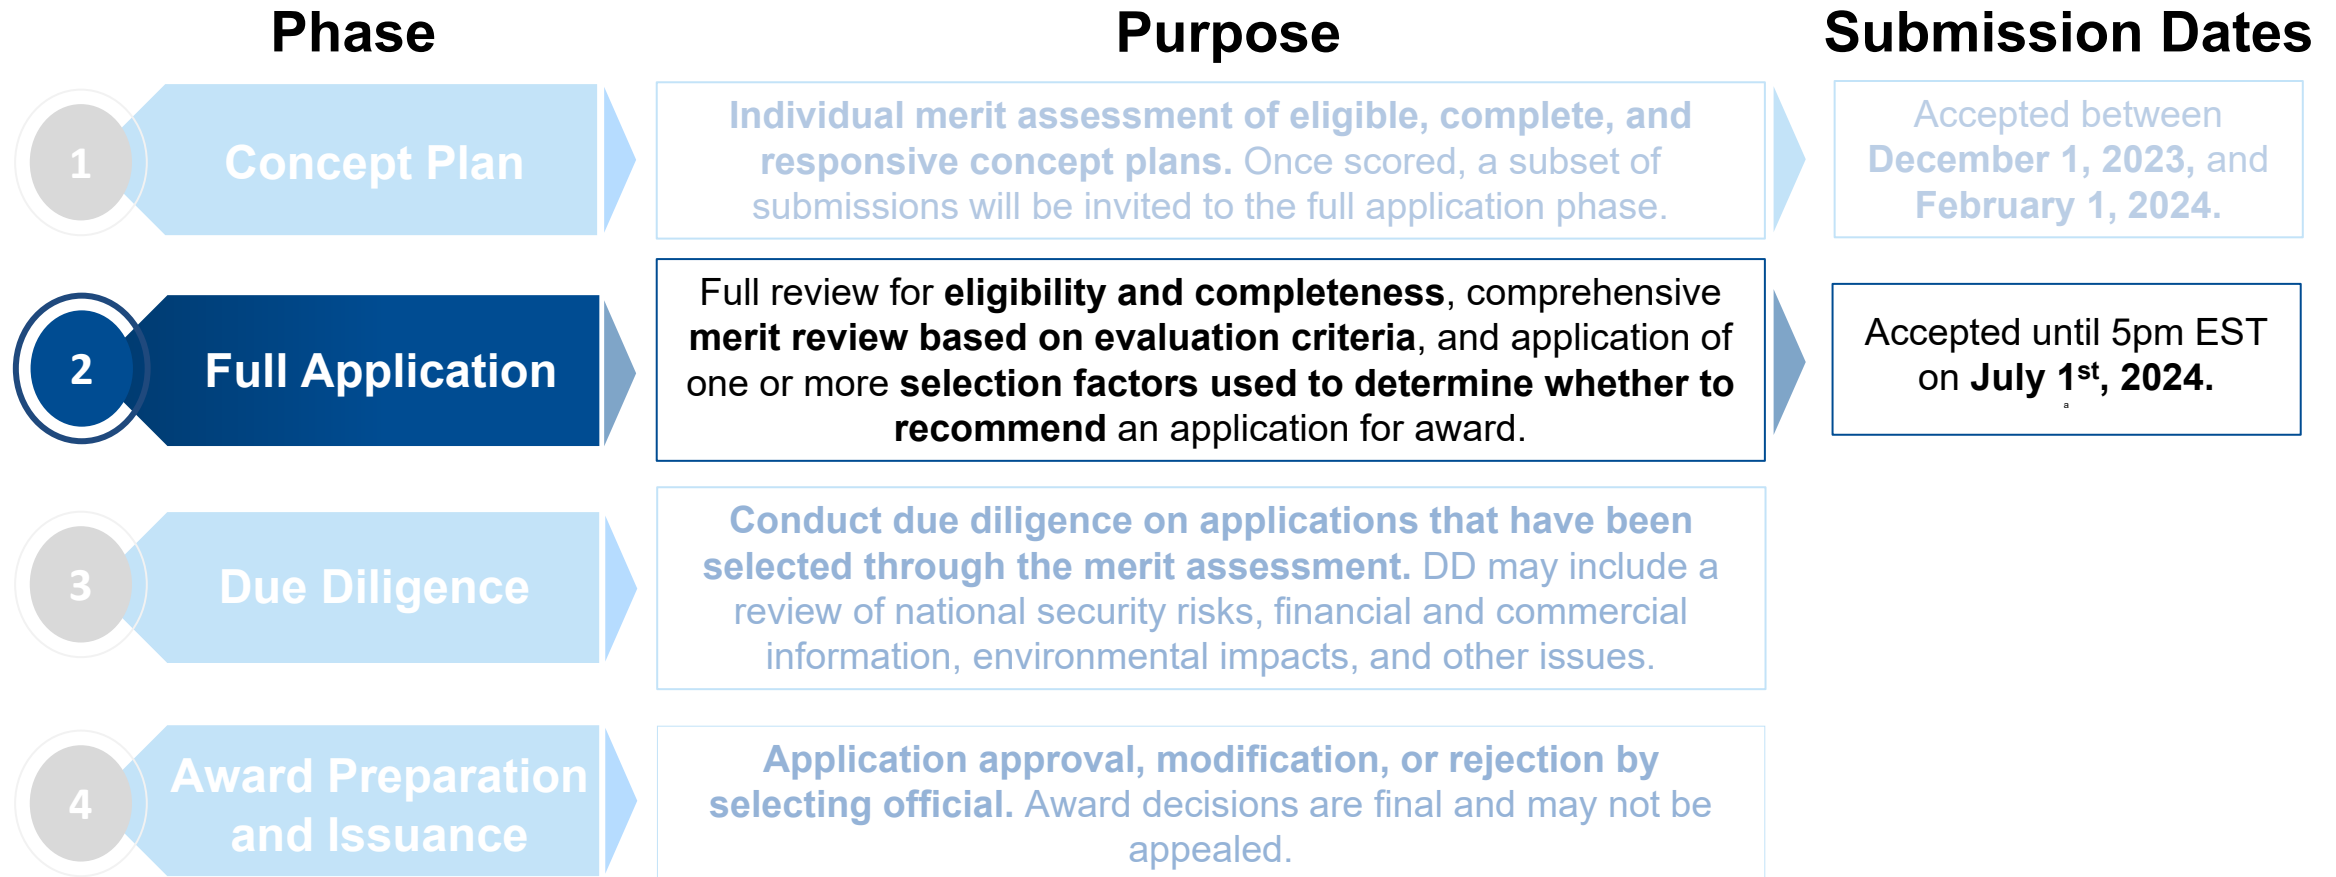 Phase
Purpose
Submission Dates
1
Concept Plan
Individual merit assessment of eligible, complete, and
responsive concept plans. Once scored, a subset of
submissions will be invited to the full application phase.
Accepted between
December 1, 2023, and
February 1, 2024.
2
Full Application
Full review for eligibility and completeness, comprehensive
merit review based on evaluation criteria, and application of
one or more selection factors used to determine whether to
recommend an application for award.
Accepted until 5pm EST
on July 1st, 2024.
a
3
Due Diligence
Conduct due diligence on applications that have been
selected through the merit assessment. DD may include a
review of national security risks, financial and commercial
information, environmental impacts, and other issues.
4
Award Preparation
and Issuance
Application approval, modification, or rejection by
selecting official. Award decisions are final and may not be
appealed.